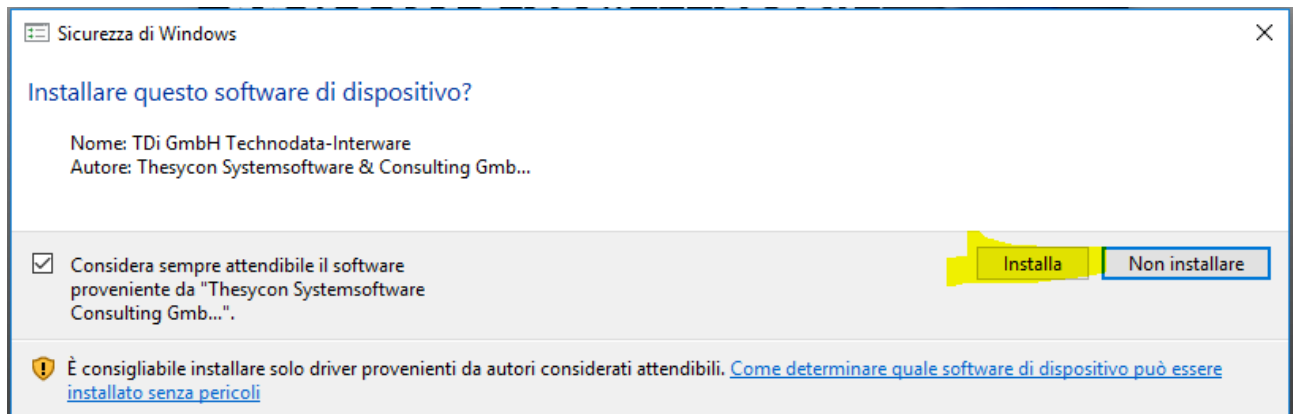 Sicurezza di Windows
Installare questo software di dispositivo?
Nome: TDi GmbH Technodata-Interware
Autore: Thesycon Systemsoftware & Consulting Gmb...
Considera sempre attendibile il software
proveniente da "Thesycon Systemsoftware
Consulting Gmb...".
Installa
Non installare
È consigliabile installare solo driver provenienti da autori considerati attendibili. Come determinare quale software di dispositivo può essere
installato senza pericoli